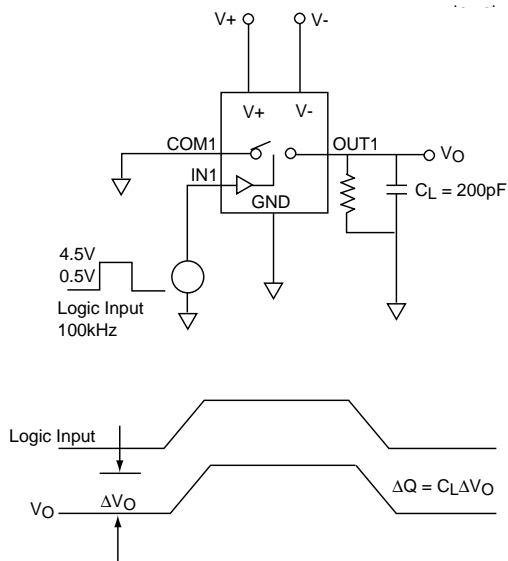 V+ V-
V+ V-
COM1 OUT1 VO
IN1
CL = 200pF
GND
4.5V
0.5V
Logic Input
100kHz
Logic Input
ΔQ = CLΔVO
VO ΔVO